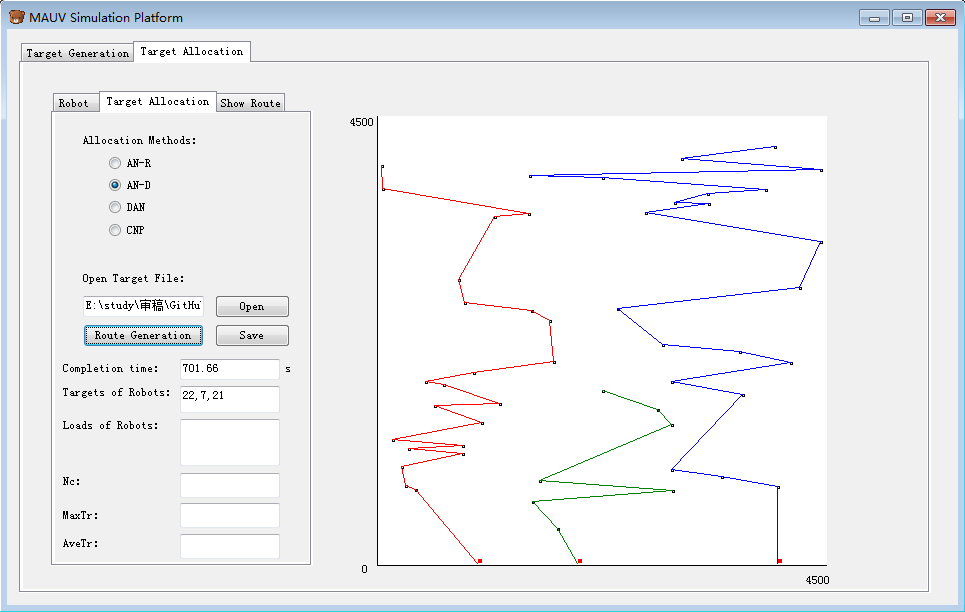 MAUV Simulation Platform
Target Generation
Target Allocation
Robot
Target Allocation
Show Route
Allocation Methods:
AN-R
AN-D
DAN
CNP
Open Target File:
E:\study\审稿\GitHu
Open
Route Generation
Save
Completion time:
701.66
s
Targets of Robots:
22,7,21
Loads of Robots:
Nc:
MaxTr:
AveTr:
4500
0
4500